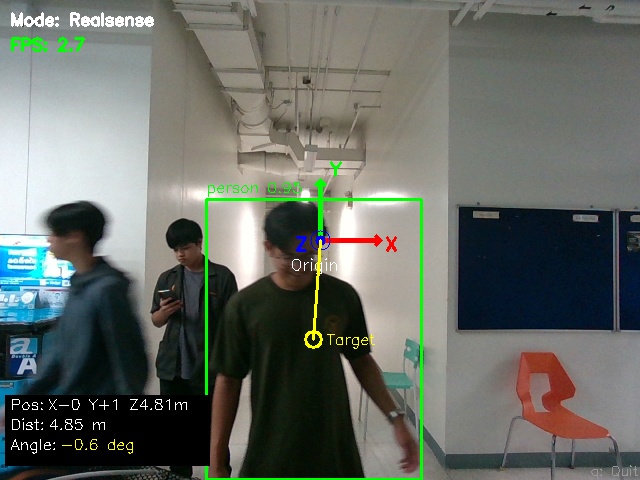 Mode: Realsense
FPS: 2.7
Y
person 0.93
Z
X
Origin
Target
A
Pos: X-0 Y+1 Z4.81m
Dist: 4.85 m
Angle: -0.6 deg
q: Quit